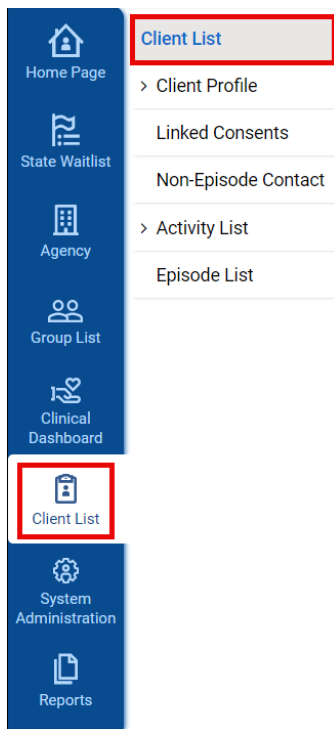 Home Page
State Waitlist
Agency
Group List
Clinical
Dashboard
Client List
System
Administration
Reports
Client List
> Client Profile
Linked Consents
Non-Episode Contact
> Activity List
Episode List